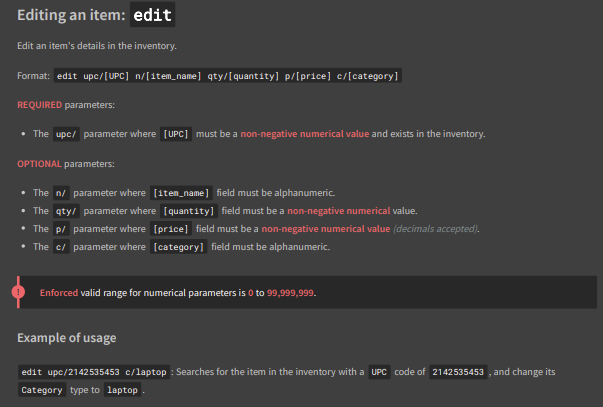 Editing an item: edit
Edit an item's details in the inventory.
Format: edit upc/[UPC] n/[item_name] qty/[quantity] p/[price] c/[category]
REQUIRED parameters:
• The upc/ parameter where [UPC] must be a non-negative numerical value and exists in the inventory.
OPTIONAL parameters:
• The n/ parameter where [item_name] field must be alphanumeric.
• The qty/ parameter where [quantity] field must be a non-negative numerical value.
• The p/ parameter where [price] field must be a non-negative numerical value (decimals accepted).
• The c/ parameter where [category] field must be alphanumeric.
! Enforced valid range for numerical parameters is 0 to 99,999,999.
Example of usage
edit upc/2142535453 c/laptop : Searches for the item in the inventory with a UPC code of 2142535453 , and change its
Category type to laptop .